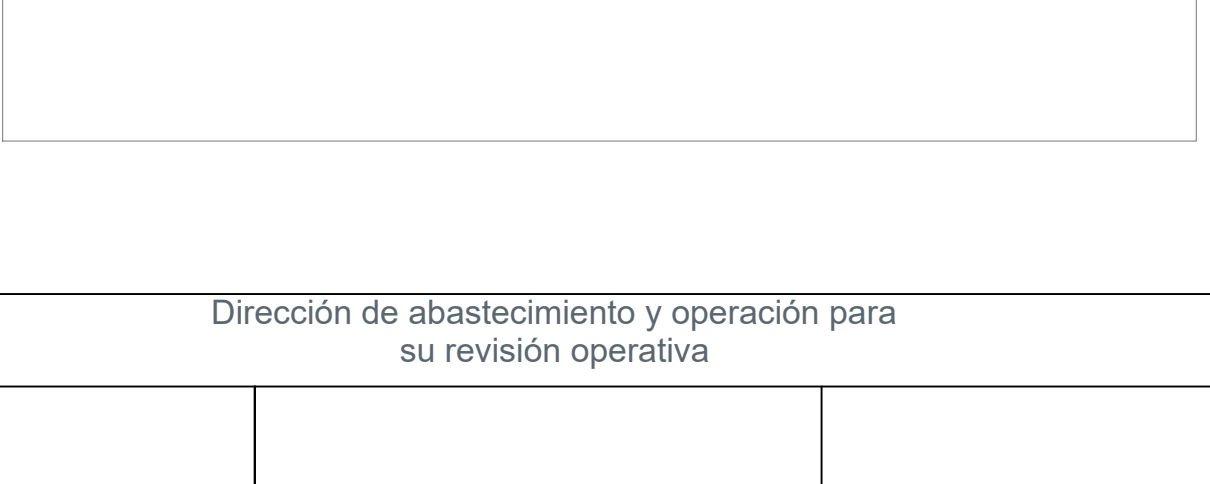 Dirección de abastecimiento y operación para
su revisión operativa